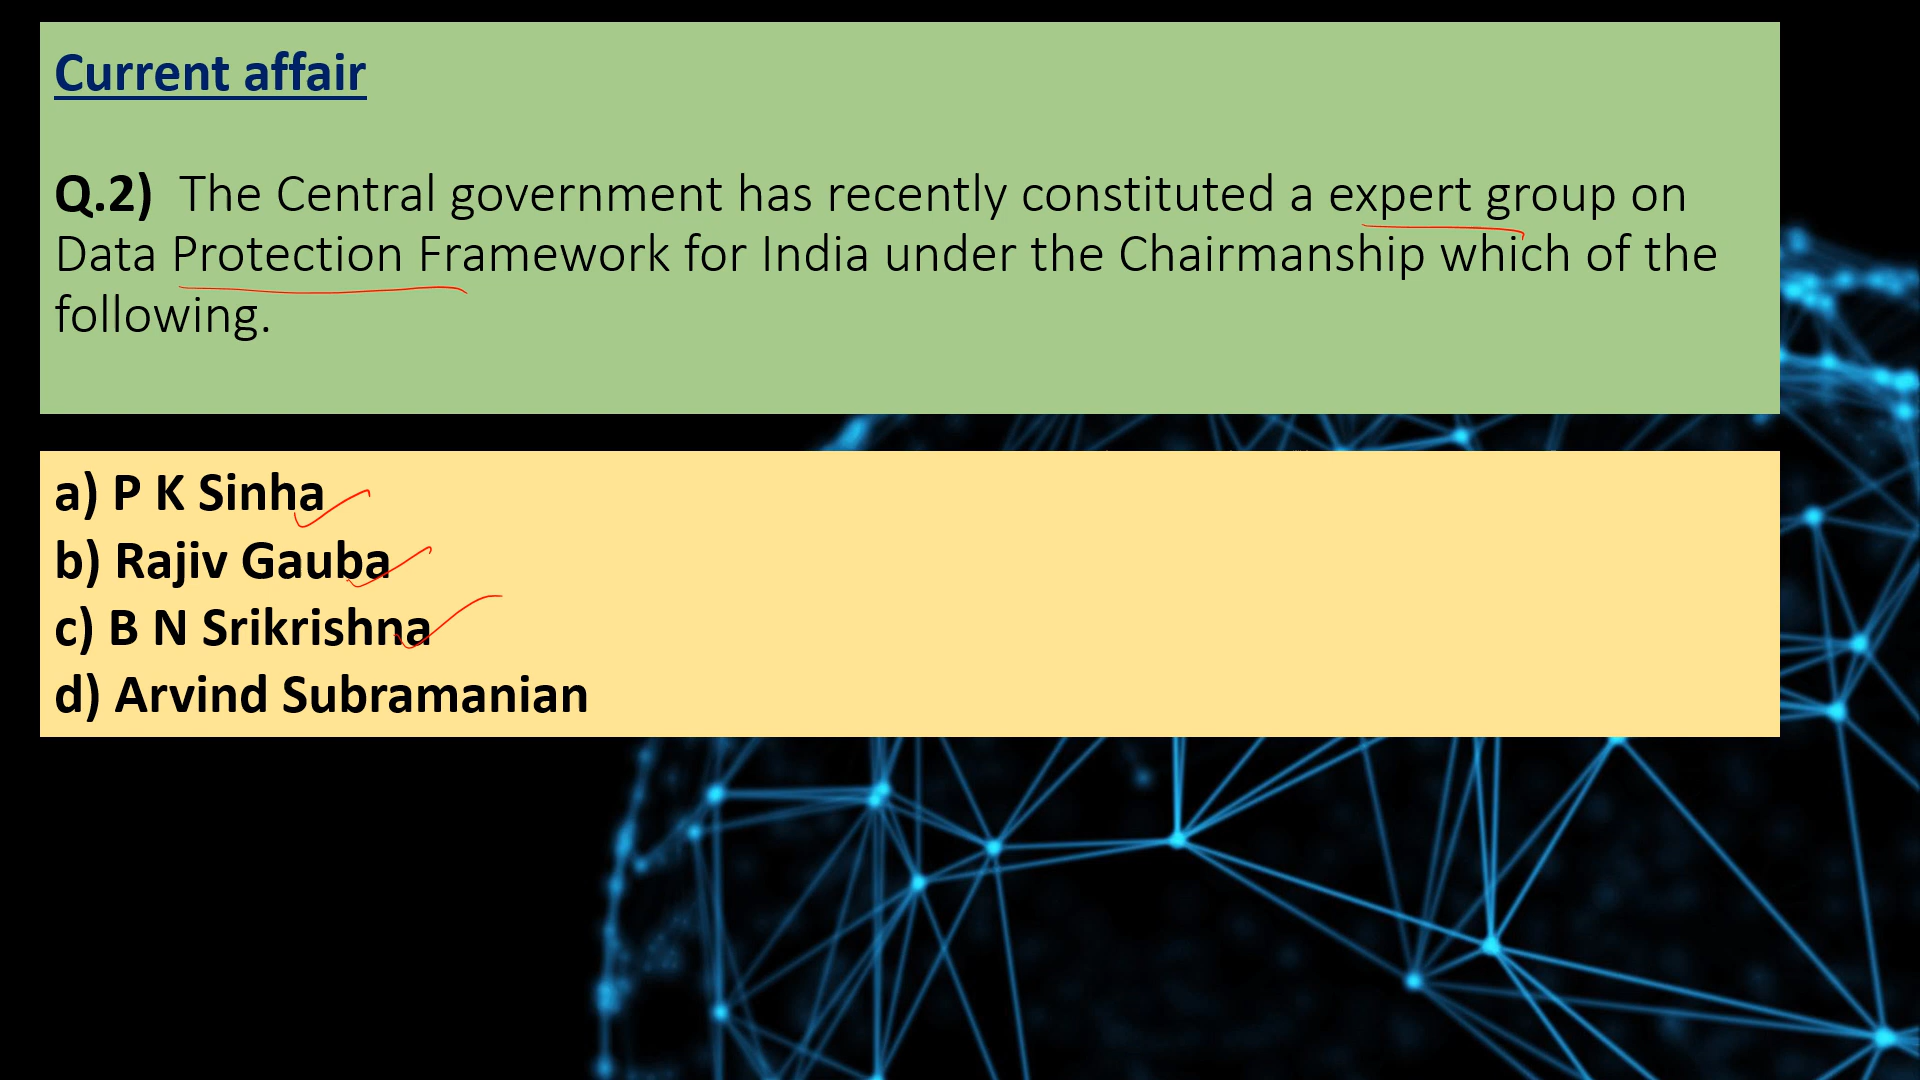 Current affair
Q.2) The Central government has recently constituted a expert group on
Data Protection Framework for India under the Chairmanship which of the
following.
a) P K Sinha
b) Rajiv Gauba
c) B N Srikrishna
d) Arvind Subramanian